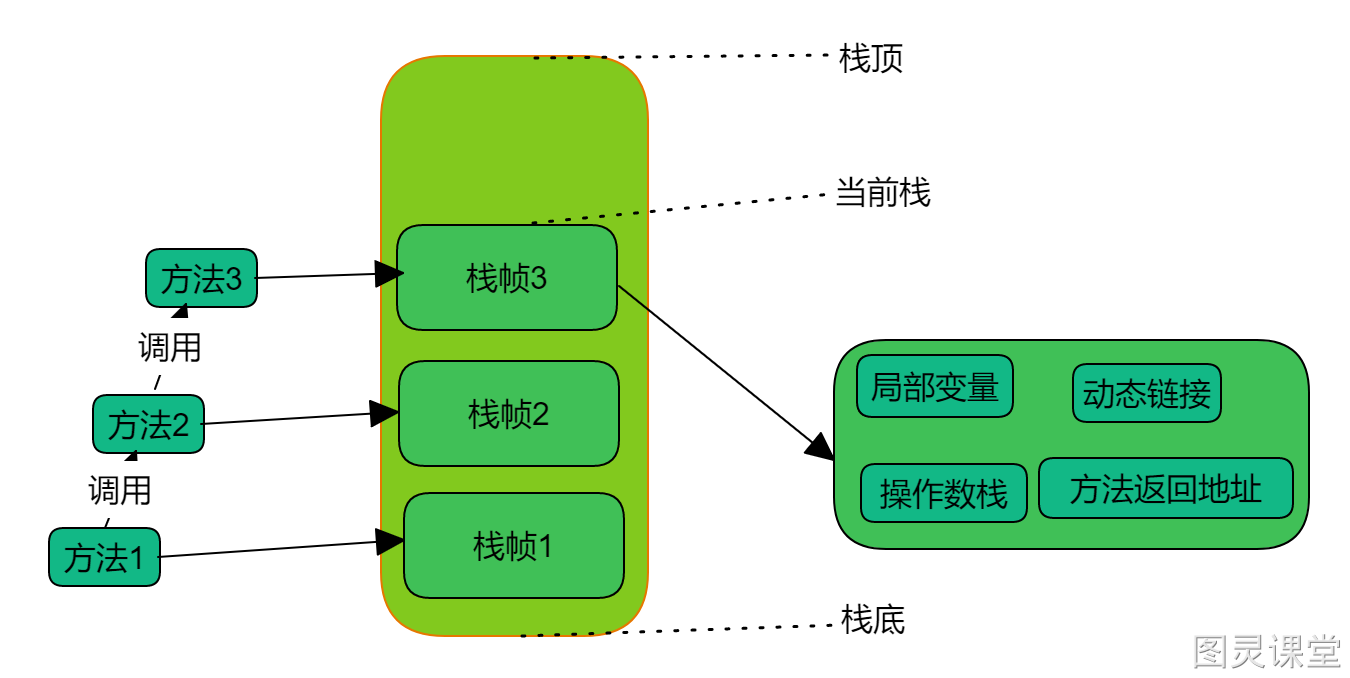 栈顶
当前栈
方法3
栈帧3
调用
局部变量
动态链接
方法2
栈帧2
调用
操作数栈
方法返回地址
方法1
栈帧1
栈底
图灵课堂